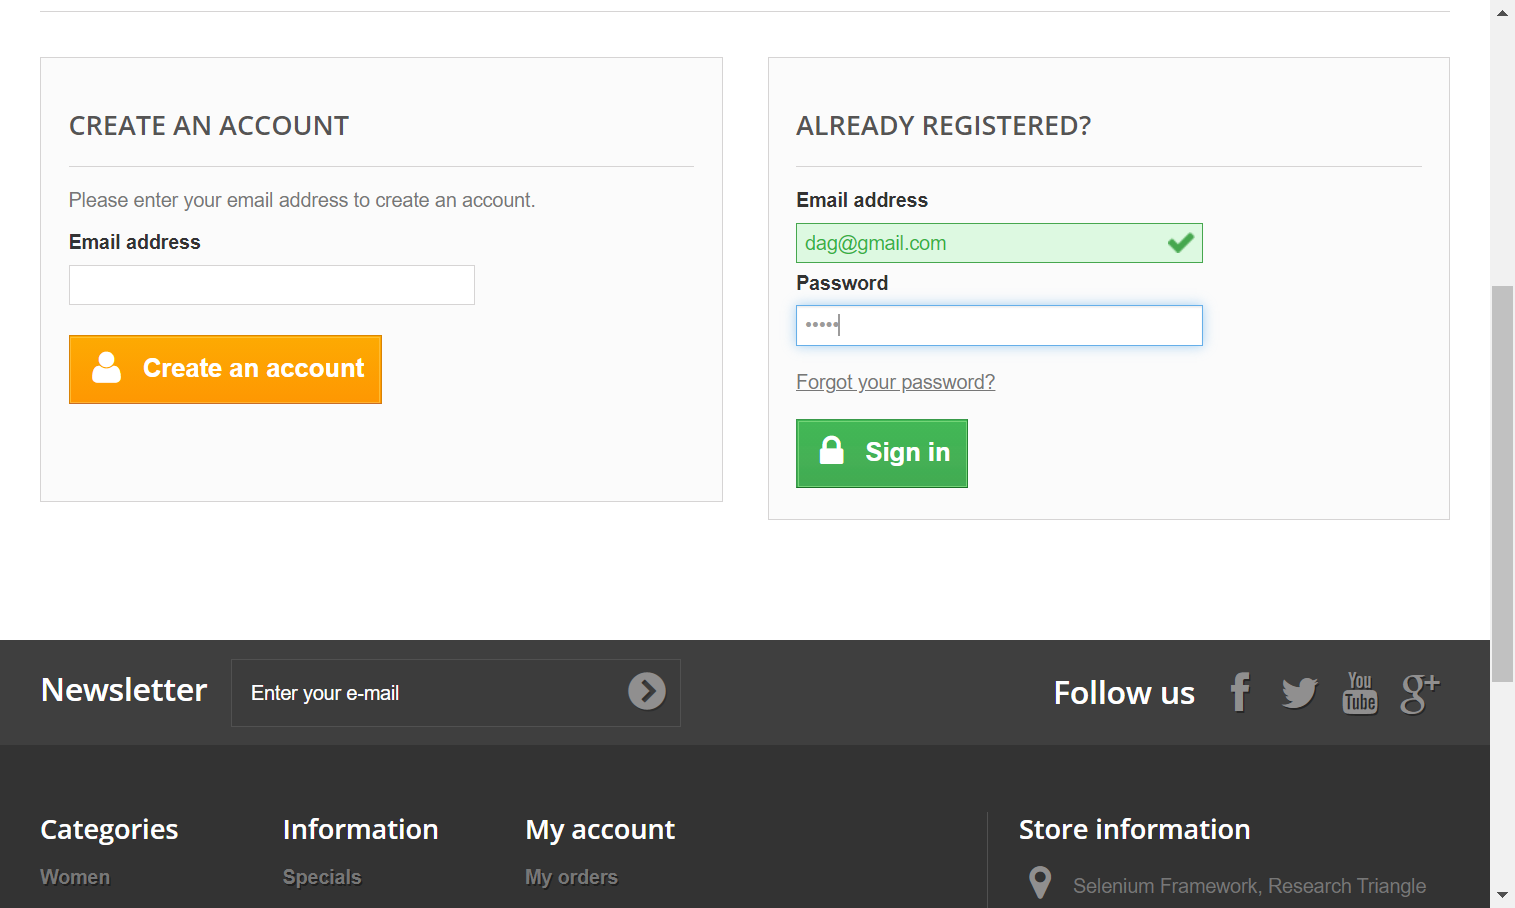 CREATE AN ACCOUNT
Please enter your email address to create an account.
Email address
Create an account
ALREADY REGISTERED?
Email address
dag@gmail.com
Password
•••••
Forgot your password?
Sign in
Newsletter
Enter your e-mail
Follow us
You
Tube
g+
Categories
Women
Information
Specials
My account
My orders
Store information
Selenium Framework, Research Triangle